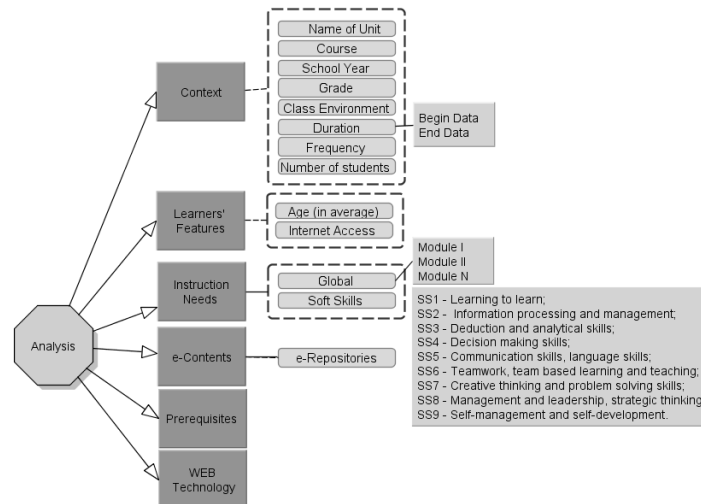 Name of Unit
Course
School Year
Grade
Class Environment
Duration
Frequency
Number of students
Context
Begin Data
End Data
Learners'
Features
Age (in average)
Internet Access
Instruction
Needs
Global
Soft Skills
Module I
Module II
Module N
SS1 - Learning to learn;
SS2 - Information processing and management;
SS3 - Deduction and analytical skills;
SS4 - Decision making skills;
SS5 - Communication skills, language skills;
SS6 - Teamwork, team based learning and teaching;
SS7 - Creative thinking and problem solving skills;
SS8 - Management and leadership, strategic thinking
SS9 - Self-management and self-development.
Analysis
e-Contents
e-Repositories
Prerequisites
WEB
Technology